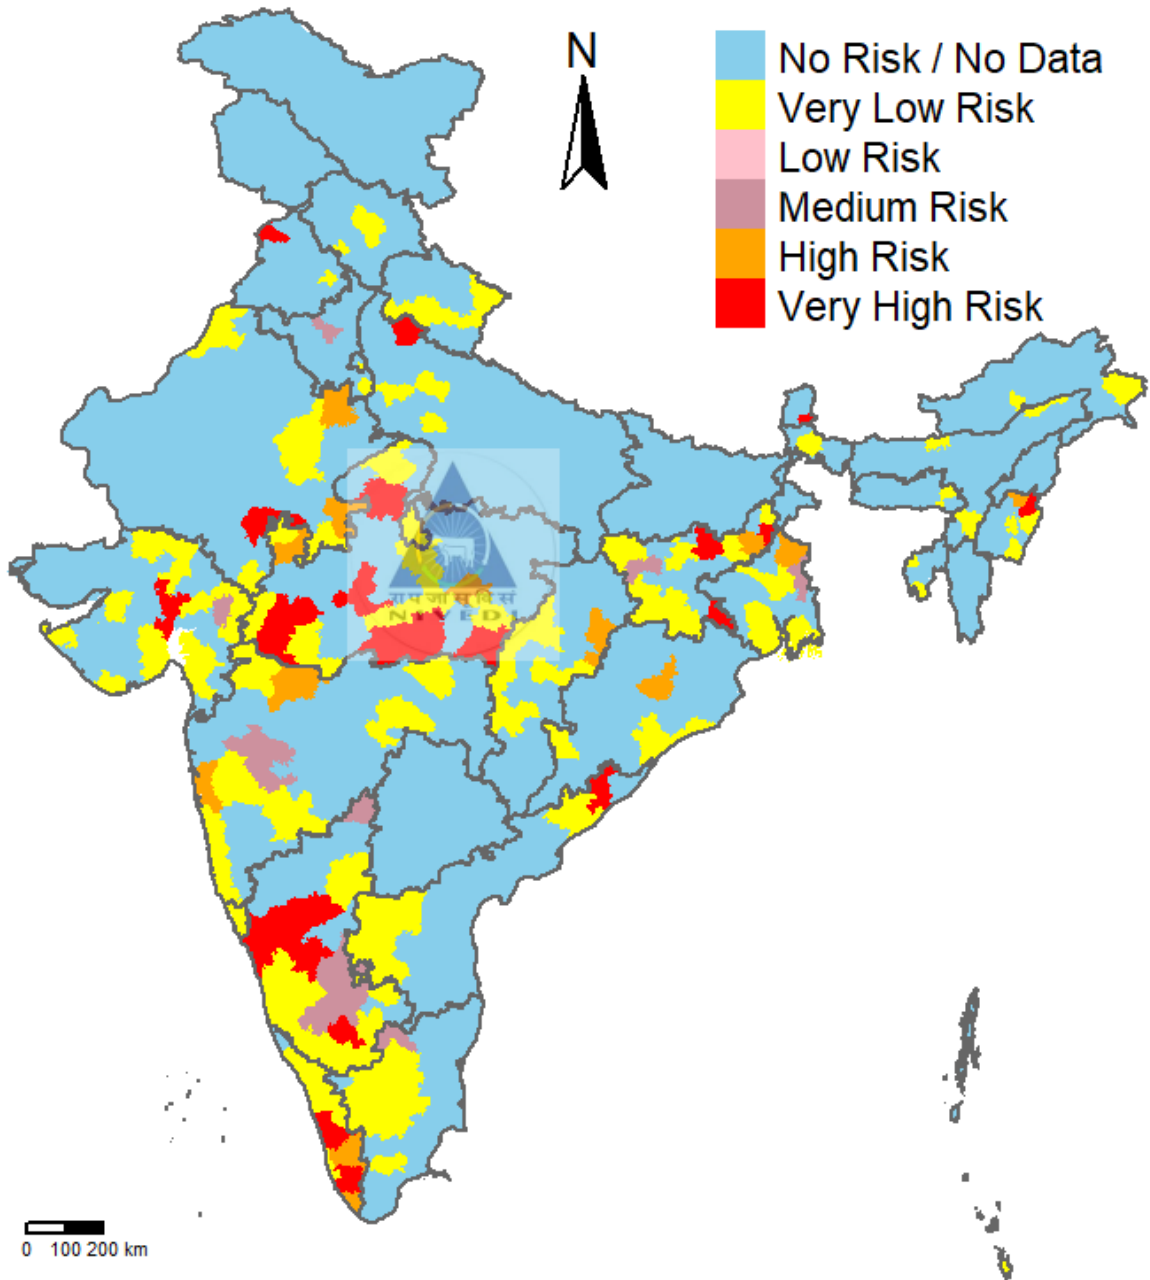 N
No Risk / No Data
Very Low Risk
Low Risk
Medium Risk
High Risk
Very High Risk
रा प जा सू वि सं
NIVEDI
0 100 200 km